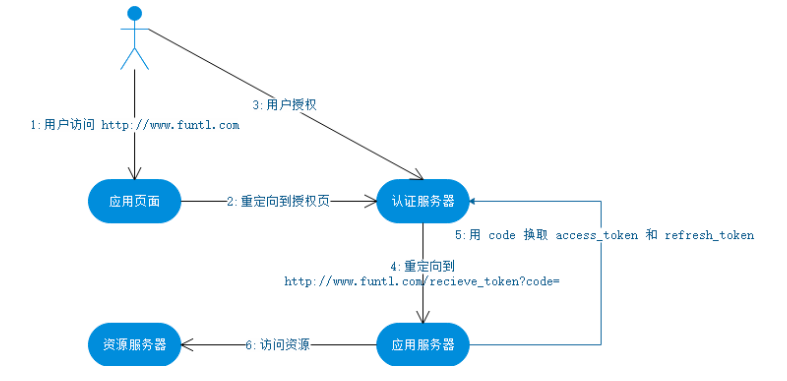 3:用户授权
1:用户访问 http://www.funtl.com
应用页面
2:重定向到授权页
认证服务器
5:用 code 换取 access_token 和 refresh_token
4:重定向到
http://www.funtl.com/recieve_token?code=
资源服务器
6:访问资源
应用服务器